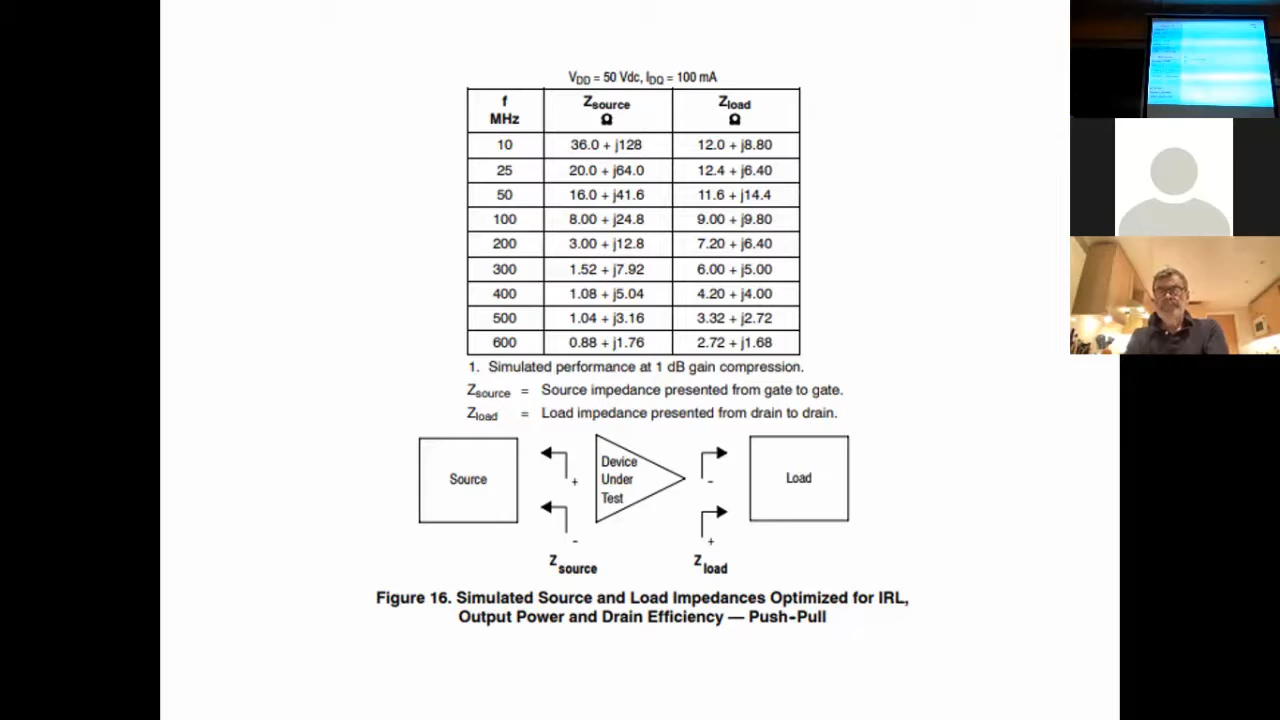 VDD = 50 Vdc, IDQ = 100 mA
f MHz Zsource Ω Zload Ω
10 36.0 + j128 12.0 + j8.80
25 20.0 + j64.0 12.4 + j6.40
50 16.0 + j41.6 11.6 + j14.4
100 8.00 + j24.8 9.00 + j9.80
200 3.00 + j12.8 7.20 + j6.40
300 1.52 + j7.92 6.00 + j5.00
400 1.08 + j5.04 4.20 + j4.00
500 1.04 + j3.16 3.32 + j2.72
600 0.88 + j1.76 2.72 + j1.68
1. Simulated performance at 1 dB gain compression.
Zsource = Source impedance presented from gate to gate.
Zload = Load impedance presented from drain to drain.
Source
+
-
Z source
Device
Under
Test
-
+
Z load
Load
Figure 16. Simulated Source and Load Impedances Optimized for IRL,
Output Power and Drain Efficiency — Push-Pull